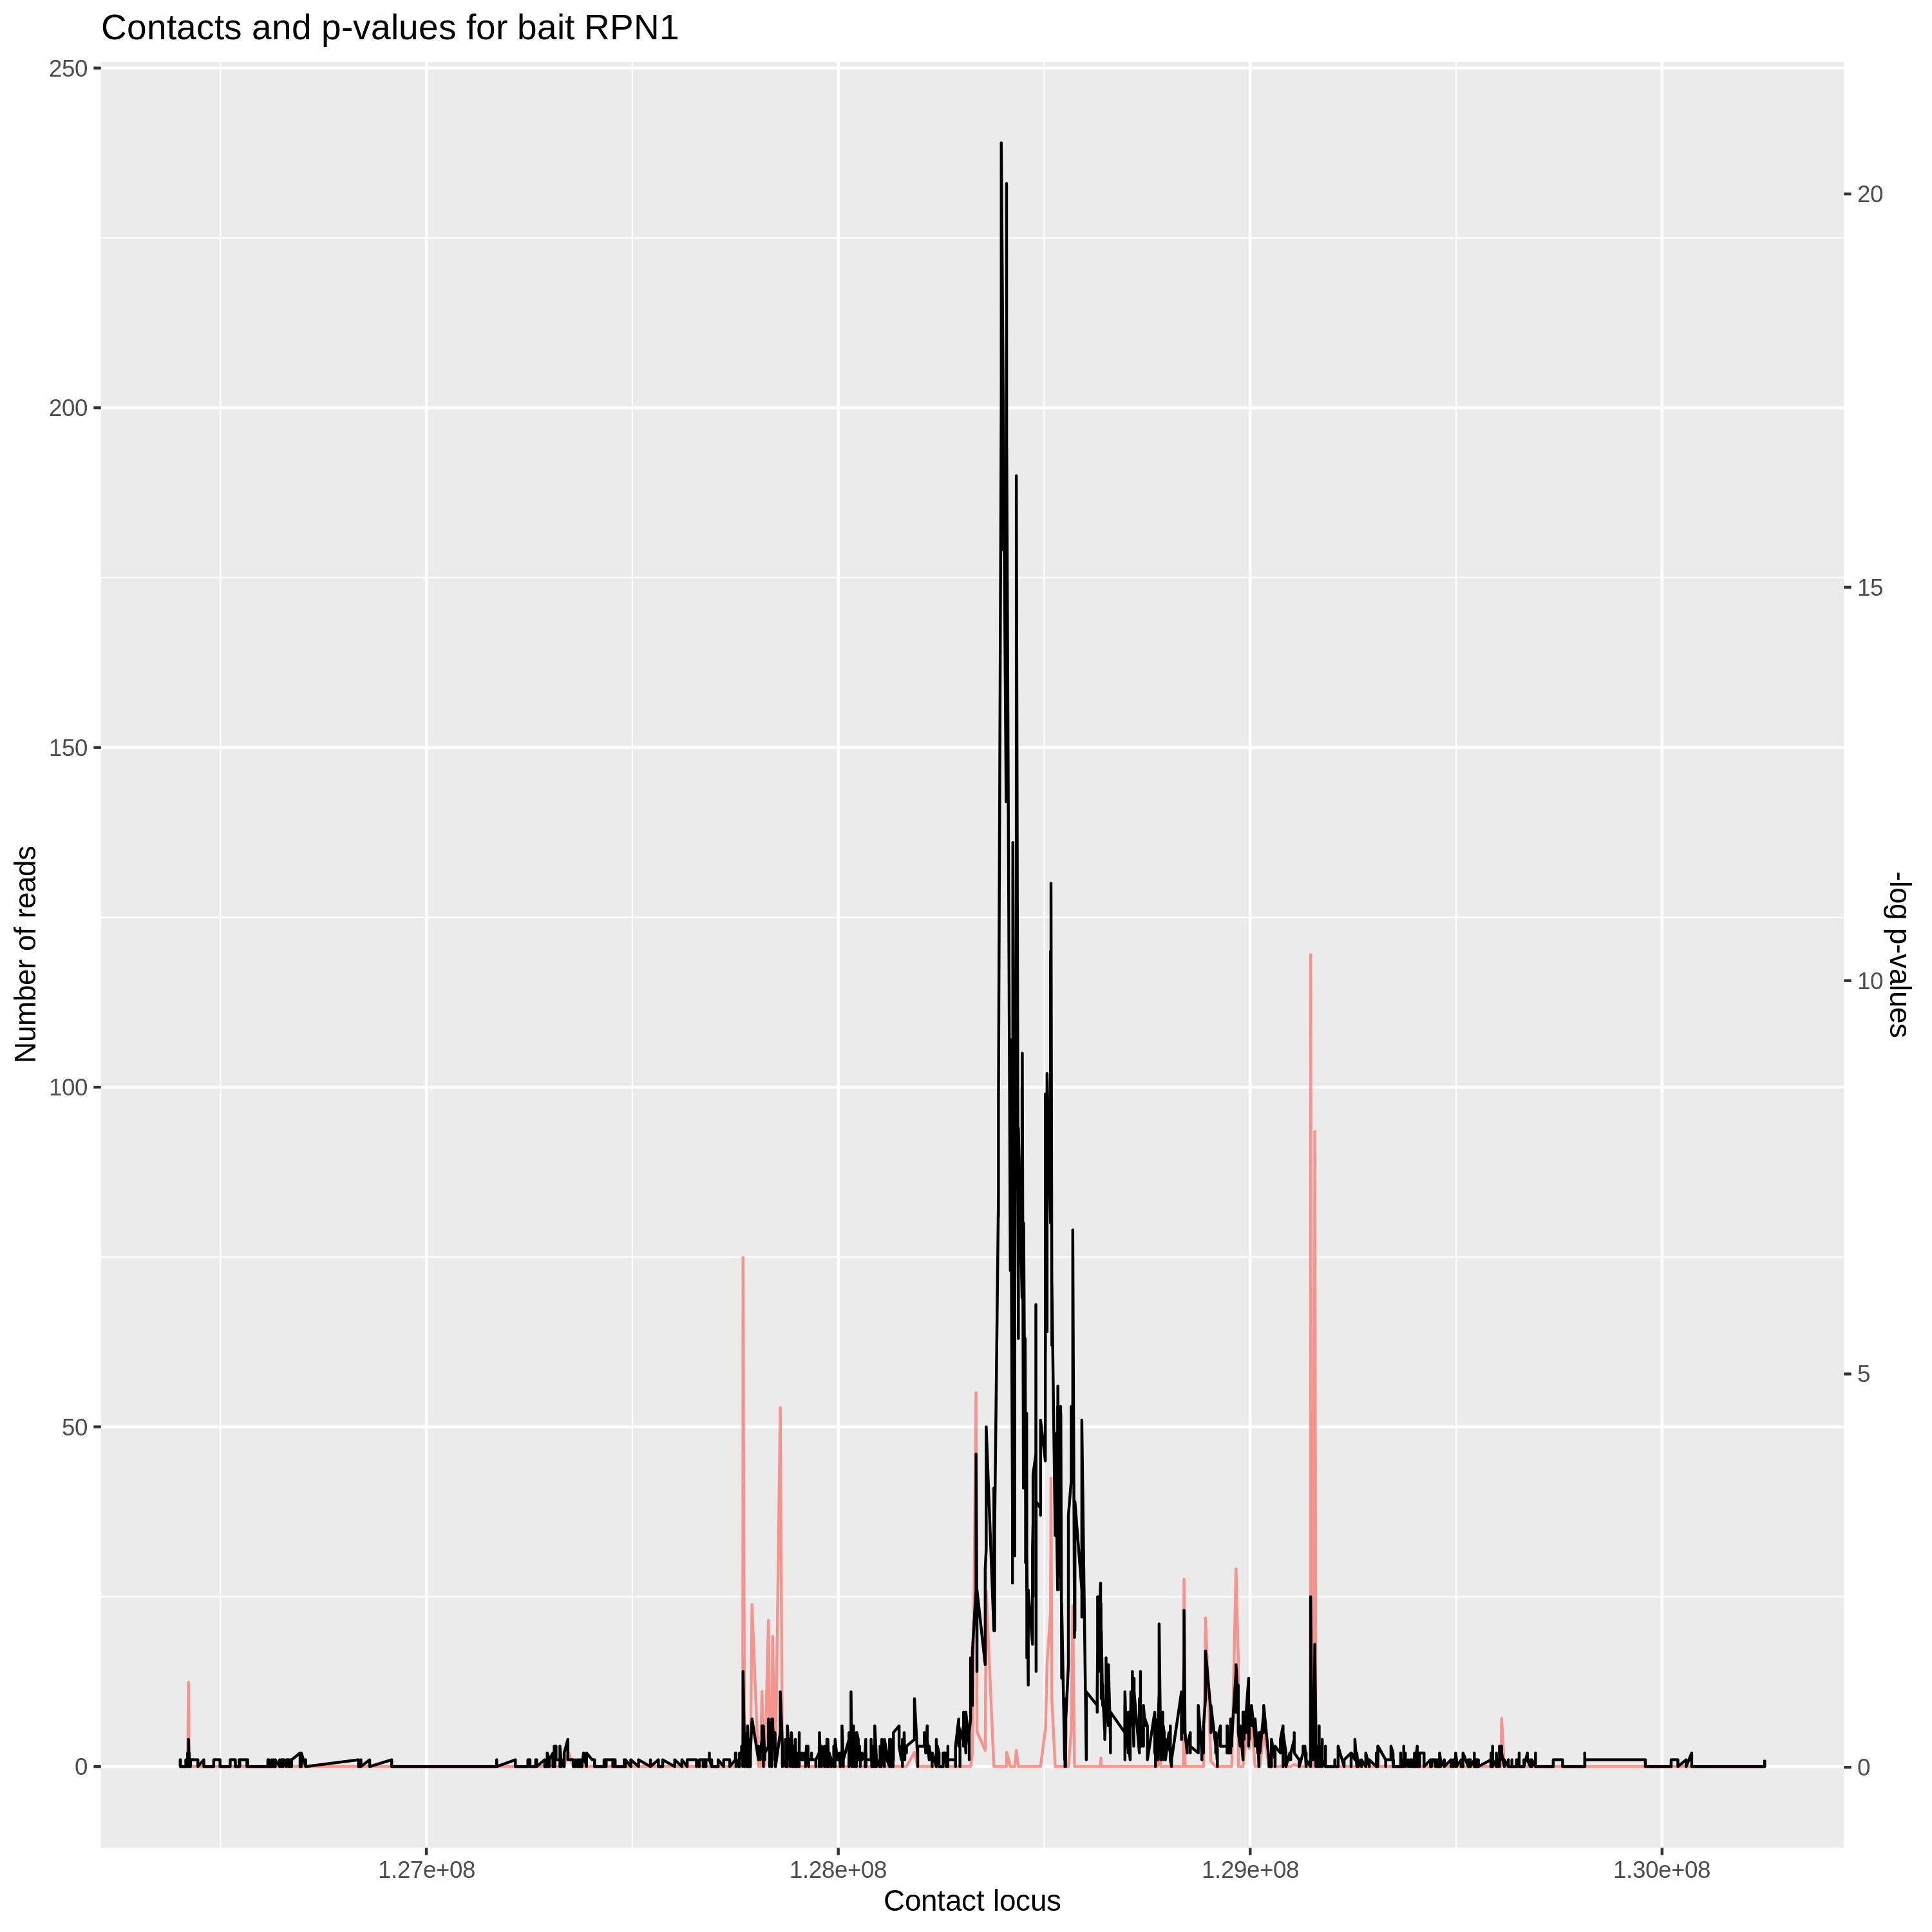 Contacts and p-values for bait RPN1
250
200
150
100
50
0
Number of reads
20
15
10
5
0
-log p-values
1.27e+08
1.28e+08
1.29e+08
1.30e+08
Contact locus